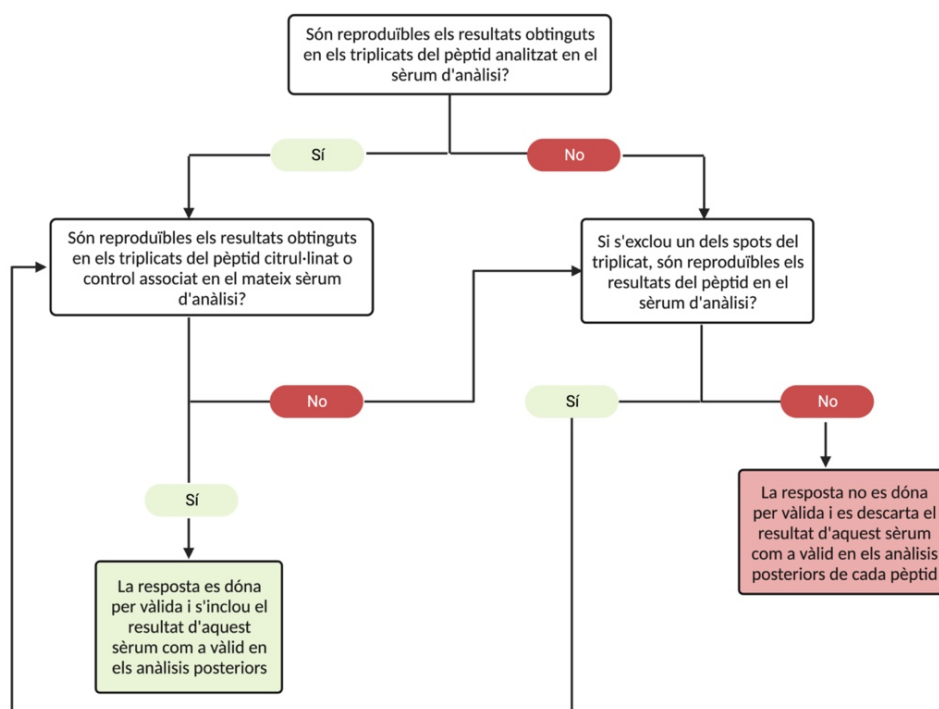 Són reproduïbles els resultats obtinguts
en els triplicats del pèptid analitzat en el
sèrum d'anàlisi?
Sí
No
Són reproduïbles els resultats obtinguts
en els triplicats del pèptid citrul·linat o
control associat en el mateix sèrum
d'anàlisi?
Si s'exclou un dels spots del
triplicat, són reproduïbles els
resultats del pèptid en el
sèrum d'anàlisi?
No
Sí
No
Sí
La resposta no es dóna
per vàlida i es descarta el
resultat d'aquest sèrum
com a vàlid en els anàlisis
posteriors de cada pèptid
La resposta es dóna
per vàlida i s'inclou el
resultat d'aquest
sèrum com a vàlid en
els anàlisis posteriors